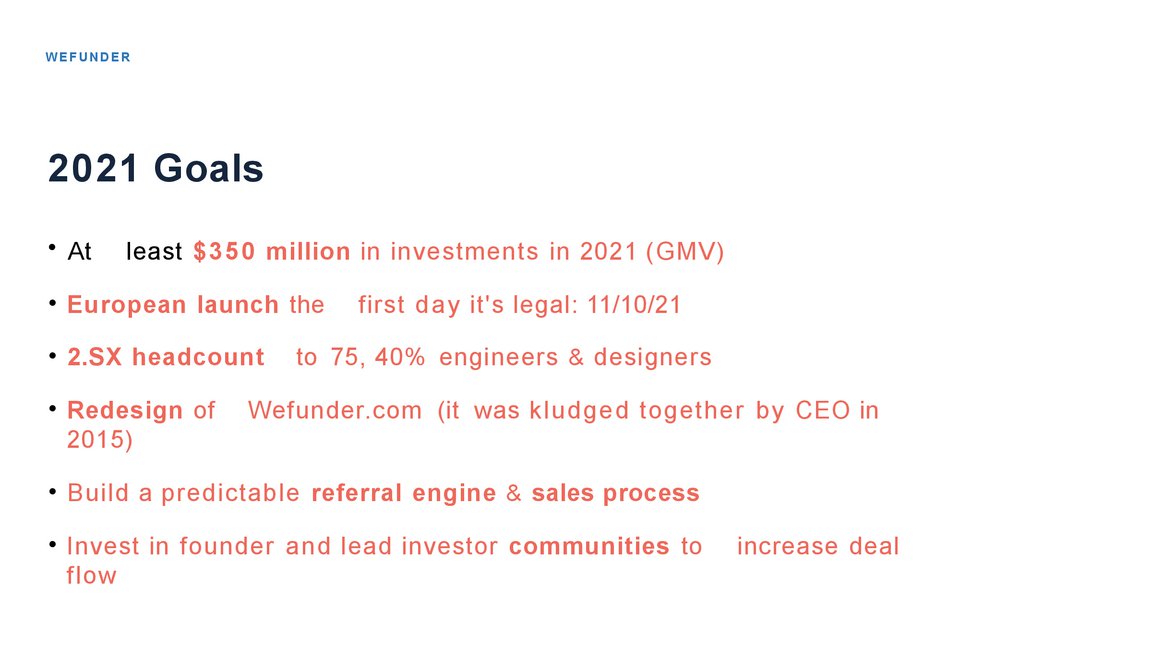 WEFUNDER
2021 Goals
• At least $350 million in investments in 2021 (GMV)
• European launch the first day it's legal: 11/10/21
• 2.SX headcount to 75, 40% engineers & designers
• Redesign of Wefunder.com (it was kludged together by CEO in
2015)
• Build a predictable referral engine & sales process
• Invest in founder and lead investor communities to increase deal
flow